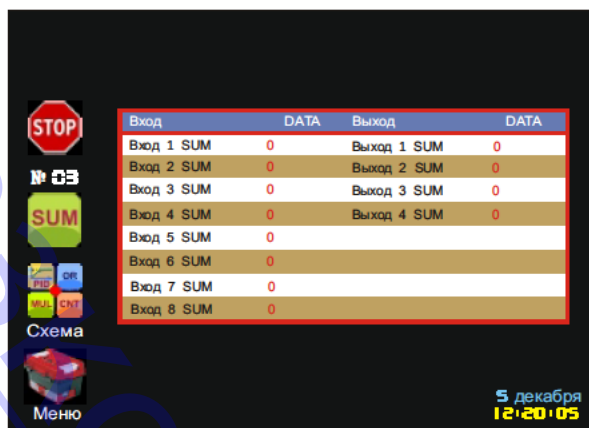 STOP
№ 03
SUM
PID OR
MUL CNT
Схема
Меню
Вход DATA Выход DATA
Вход 1 SUM 0 Выход 1 SUM 0
Вход 2 SUM 0 Выход 2 SUM 0
Вход 3 SUM 0 Выход 3 SUM 0
Вход 4 SUM 0 Выход 4 SUM 0
Вход 5 SUM 0
Вход 6 SUM 0
Вход 7 SUM 0
Вход 8 SUM 0
5 декабря
12:20:05